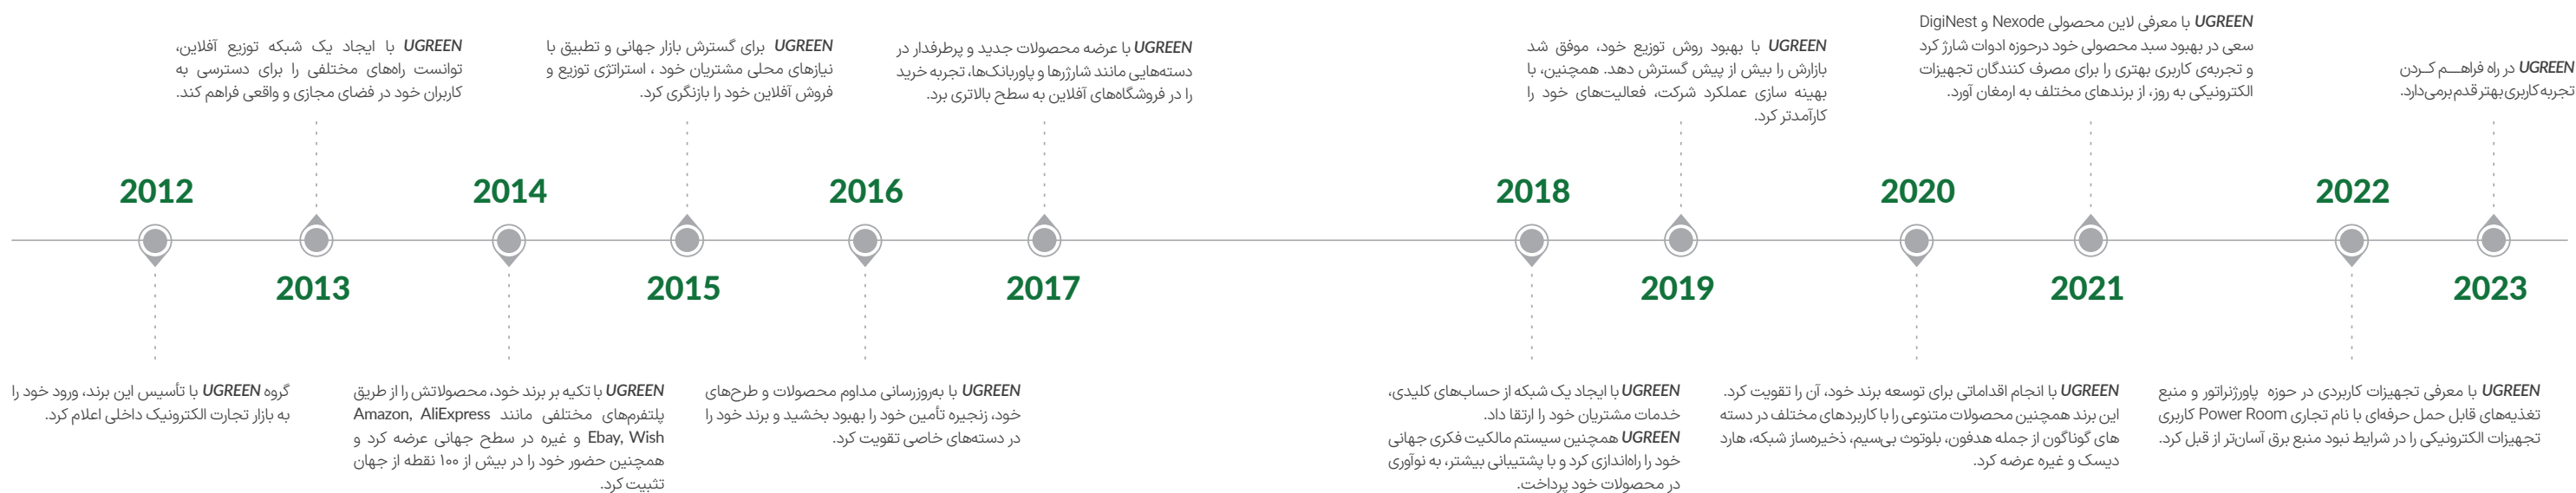 2012
گروه UGREEN با تأسیس این برند، ورود خود را
به بازار تجارت الکترونیک داخلی اعلام کرد.
UGREEN با ایجاد یک شبکه توزیع آفلاین،
توانست راه‌های مختلفی را برای دسترسی به
کاربران خود در فضای مجازی و واقعی فراهم کند.
2013
2014
UGREEN با تکیه بر برند خود، محصولاتش را از طریق
پلتفرم‌های مختلفی مانند Amazon, AliExpress
Ebay, Wish و غیره در سطح جهانی عرضه کرد و
همچنین حضور خود را در بیش از ۱۰۰ نقطه از جهان
تثبیت کرد.
UGREEN برای گسترش بازار جهانی و تطبیق با
نیازهای محلی مشتریان خود ، استراتژی توزیع و
فروش آفلاین خود را بازنگری کرد.
2015
2016
UGREEN با به‌روزرسانی مداوم محصولات و طرح‌های
خود، زنجیره تأمین خود را بهبود بخشید و برند خود را
در دسته‌های خاصی تقویت کرد.
UGREEN با عرضه محصولات جدید و پرطرفدار در
دسته‌هایی مانند شارژرها و پاوربانک‌ها، تجربه خرید
را در فروشگاه‌های آفلاین به سطح بالاتری برد.
2017
2018
UGREEN با ایجاد یک شبکه از حساب‌های کلیدی،
خدمات مشتریان خود را ارتقا داد.
UGREEN همچنین سیستم مالکیت فکری جهانی
خود را راه‌اندازی کرد و با پشتیبانی بیشتر، به نوآوری
در محصولات خود پرداخت.
UGREEN با بهبود روش توزیع خود، موفق شد
بازارش را بیش از پیش گسترش دهد. همچنین، با
بهینه سازی عملکرد شرکت، فعالیت‌های خود را
کارآمدتر کرد.
2019
2020
UGREEN با انجام اقداماتی برای توسعه برند خود، آن را تقویت کرد.
این برند همچنین محصولات متنوعی را با کاربردهای مختلف در دسته
های گوناگون از جمله هدفون، بلوتوث بی‌سیم، ذخیره‌ساز شبکه، هارد
دیسک و غیره عرضه کرد.
UGREEN با معرفی لاین محصولی Nexode و DigiNest
سعی در بهبود سبد محصولی خود درحوزه ادوات شارژ کرد
و تجربه‌ی کاربری بهتری را برای مصرف کنندگان تجهیزات
الکترونیکی به روز، از برندهای مختلف به ارمغان آورد.
2021
2022
UGREEN با معرفی تجهیزات کاربردی در حوزه پاورژنراتور و منبع
تغذیه‌های قابل حمل حرفه‌ای با نام تجاری Power Room کاربری
تجهیزات الکترونیکی را در شرایط نبود منبع برق آسان‌تر از قبل کرد.
UGREEN در راه فراهـــم کـردن
تجربه کاربری بهتر قدم برمی‌دارد.
2023